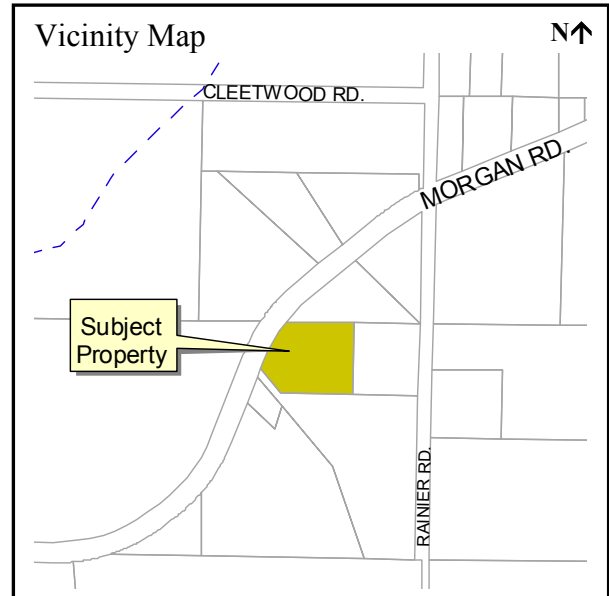 Vicinity Map
N↑
CLEETWOOD RD.
MORGAN RD.
Subject
Property
RAINIER RD.